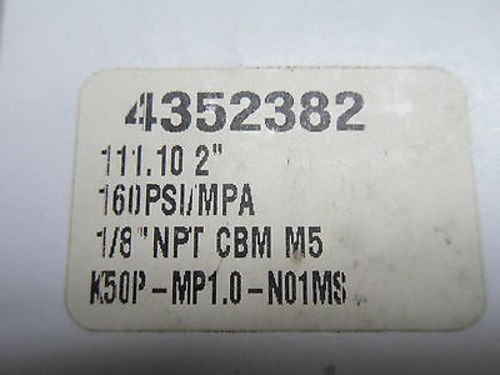 4352382
111.10 2"
160PSI/MPA
1/8"NPT CBM M5
K50P-MP1.0-N01MS